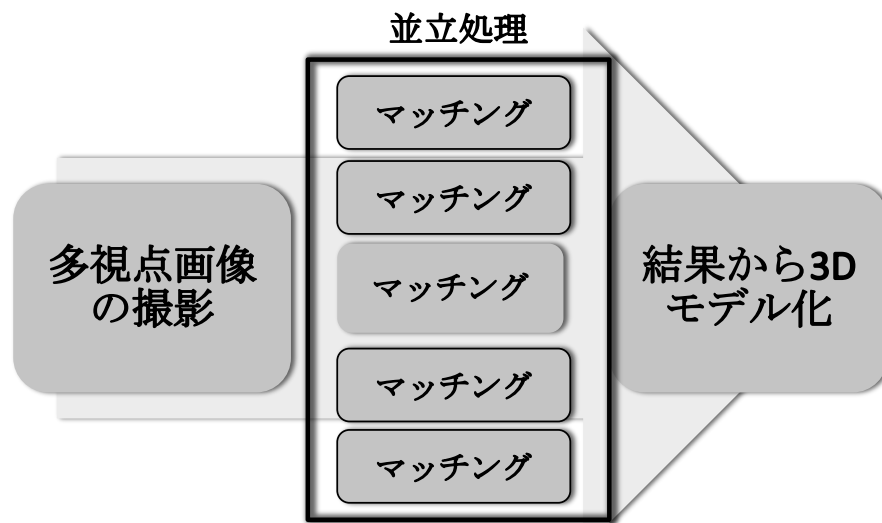 並立処理
多視点画像
の撮影
マッチング
マッチング
マッチング
マッチング
マッチング
結果から3D
モデル化